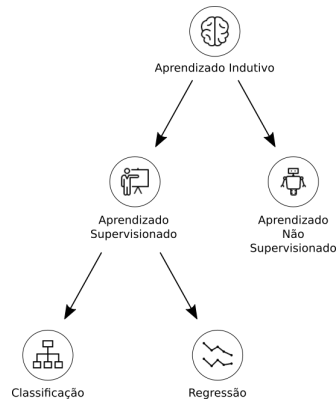 Aprendizado Indutivo
Aprendizado
Supervisionado
Aprendizado
Não
Supervisionado
Classificação
Regressão